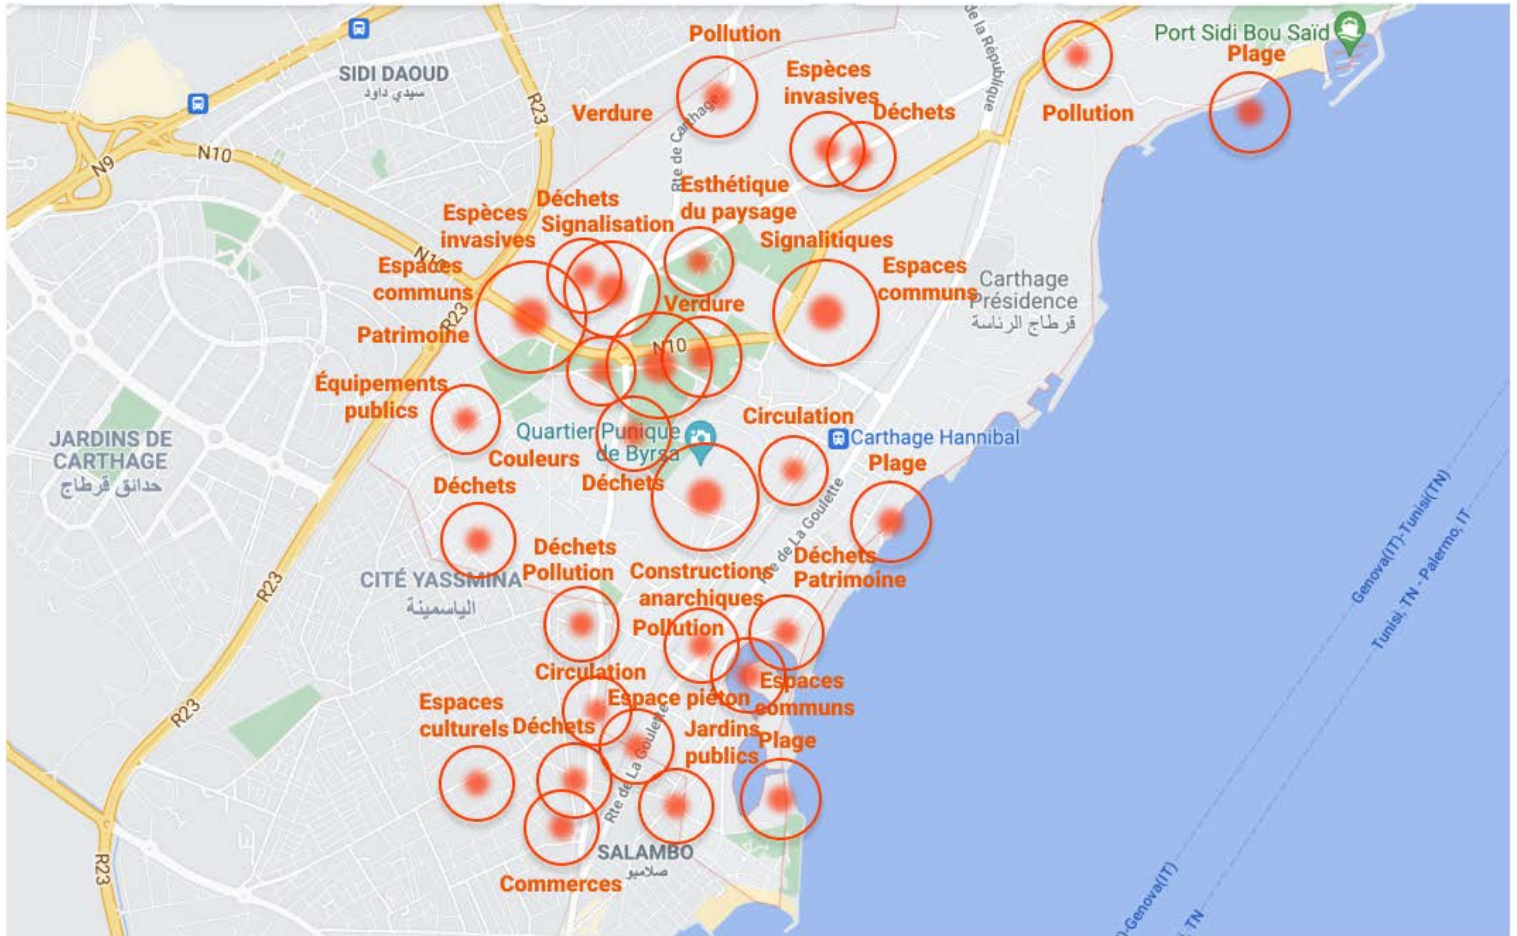 de la République
Port Sidi Bou Saïd
Plage
Pollution
SIDI DAOUD
سيدي داود
Espèces
invasives
Déchets
Verdure
Pollution
R23
Rte de Carthage
N10
N9
Déchets
Signalisation
Esthétique
du paysage
Espèces
invasives
Signalitiques
Espaces
communs
N10
Espaces
communs
Carthage
Présidence
قرطاج الرئاسة
Verdure
R23
Patrimoine
N10
Équipements
publics
Circulation
Quartier Punique
de Byrsa
Carthage Hannibal
JARDINS DE
CARTHAGE
حدائق قرطاج
Couleurs
Déchets
Plage
Déchets
Rte de La Goulette
Genova(IT)-Tunisi(TN)
Tunisi, TN - Palermo, IT
Déchets
Pollution
Constructions
anarchiques
Déchets
Patrimoine
CITÉ YASSMINA
الياسمينة
R23
Pollution
Circulation
Espace piéton
Espaces
communs
Espaces
culturels
Déchets
R23
Jardins
publics
Plage
Rte de La Goulette
SALAMBO
صلامبو
Commerces
R23
-Genova(IT)
, TN